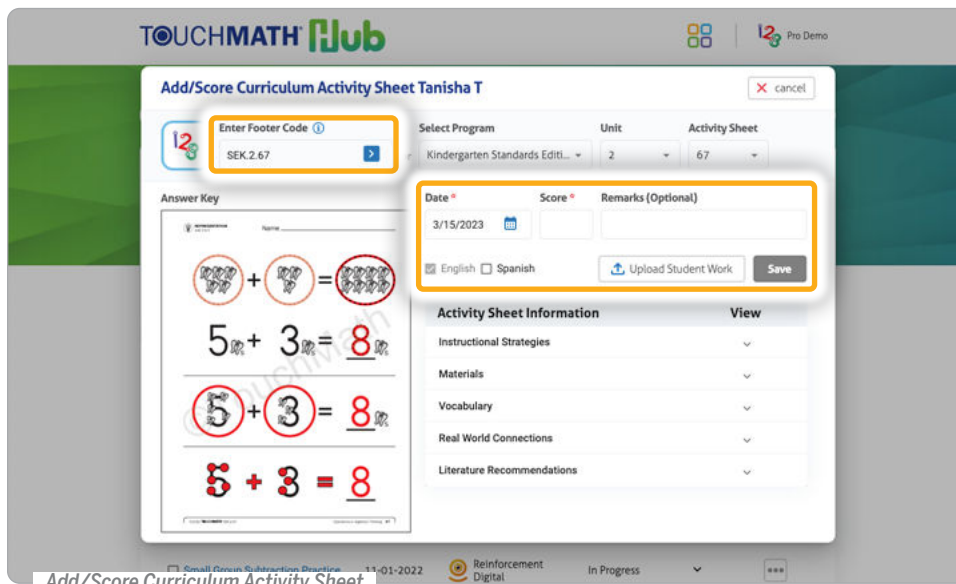 TOUCHMATH Hub
123 Pro Demo
Add/Score Curriculum Activity Sheet Tanisha T
cancel
123
Enter Footer Code
Select Program
Unit
Activity Sheet
SEK.2.67
Kindergarten Standards Editi...
2
67
Answer Key
Date *
Score *
Remarks (Optional)
3/15/2023
English
Spanish
Upload Student Work
Save
Name
+ =
5 + 3 = 8
5 + 3 = 8
5 + 3 = 8
© TouchMath
Activity Sheet Information
View
Instructional Strategies
Materials
Vocabulary
Real World Connections
Literature Recommendations
Small Group Subtraction Practice
11-01-2022
Reinforcement
Digital
In Progress
Add/Score Curriculum Activity Sheet